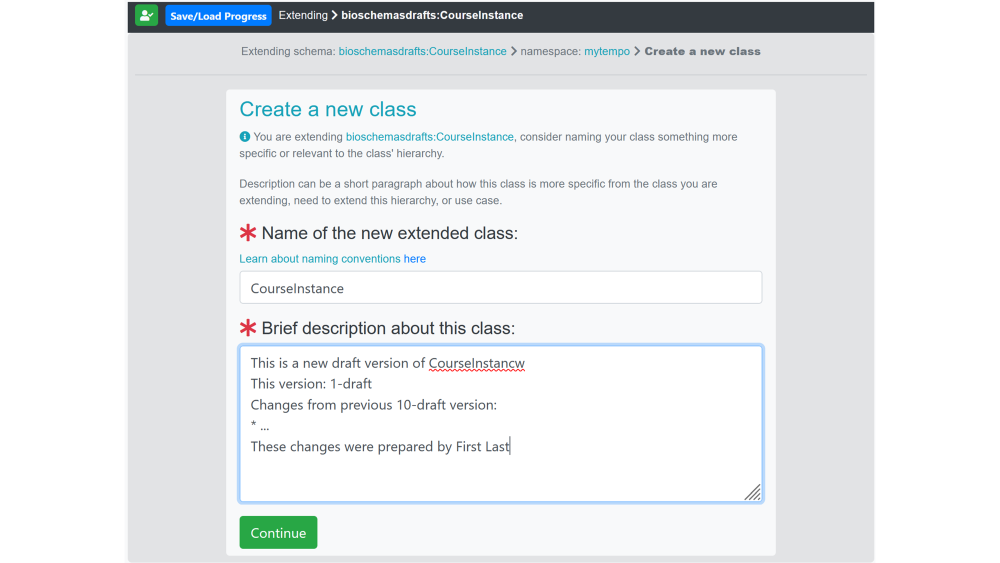 Save/Load Progress Extending bioschemasdrafts:CourseInstance
Extending schema: bioschemasdrafts:CourseInstance namespace: mytempo Create a new class
Create a new class
You are extending bioschemasdrafts:CourseInstance, consider naming your class something more
specific or relevant to the class' hierarchy.
Description can be a short paragraph about how this class is more specific from the class you are
extending, need to extend this hierarchy, or use case.
Name of the new extended class:
Learn about naming conventions here
CourseInstance
Brief description about this class:
This is a new draft version of CourseInstancw
This version: 1-draft
Changes from previous 10-draft version:
* ...
These changes were prepared by First Last
Continue